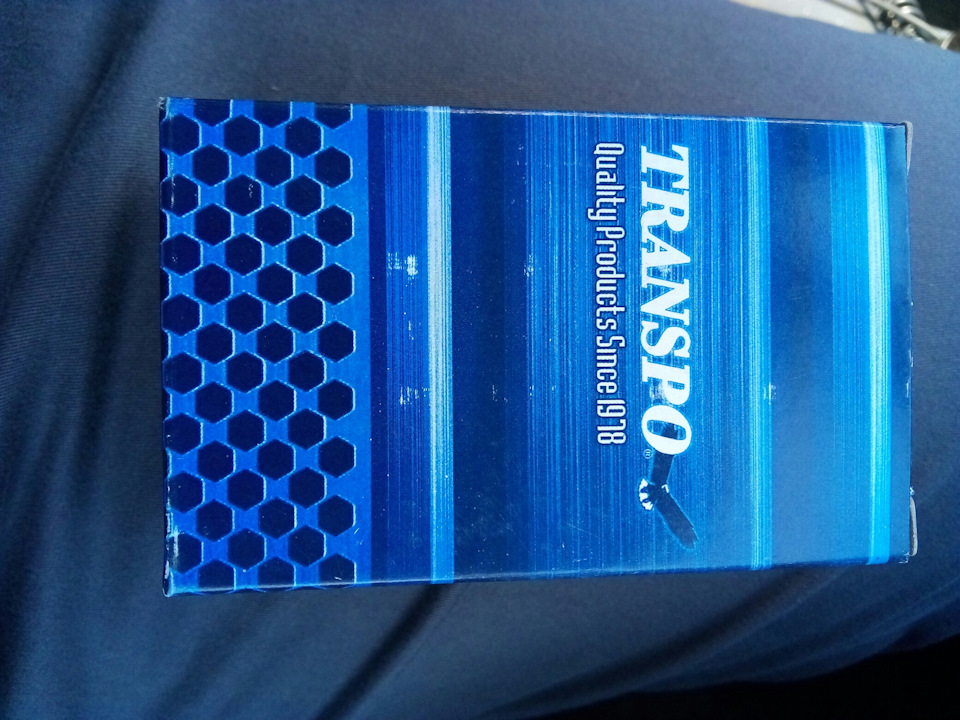 TRANSPO®
Quality Products Since 1978